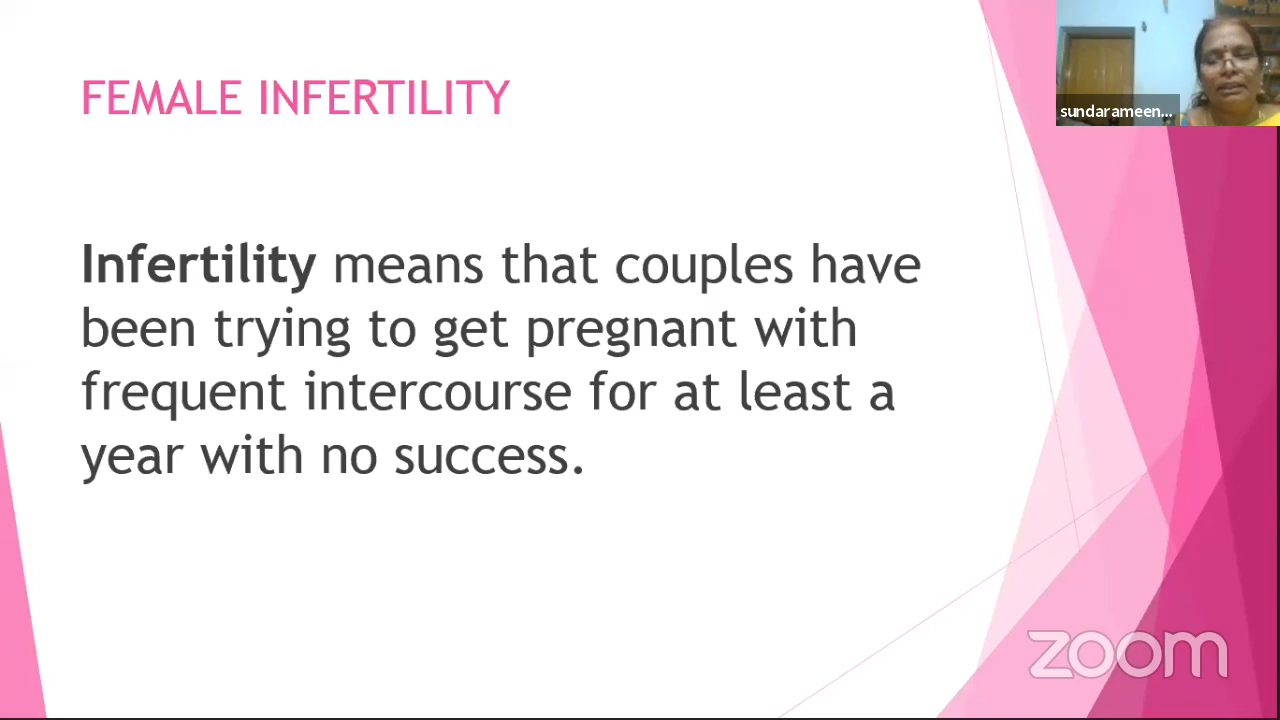 FEMALE INFERTILITY
sundarameen...
Infertility means that couples have
been trying to get pregnant with
frequent intercourse for at least a
year with no success.
zoom